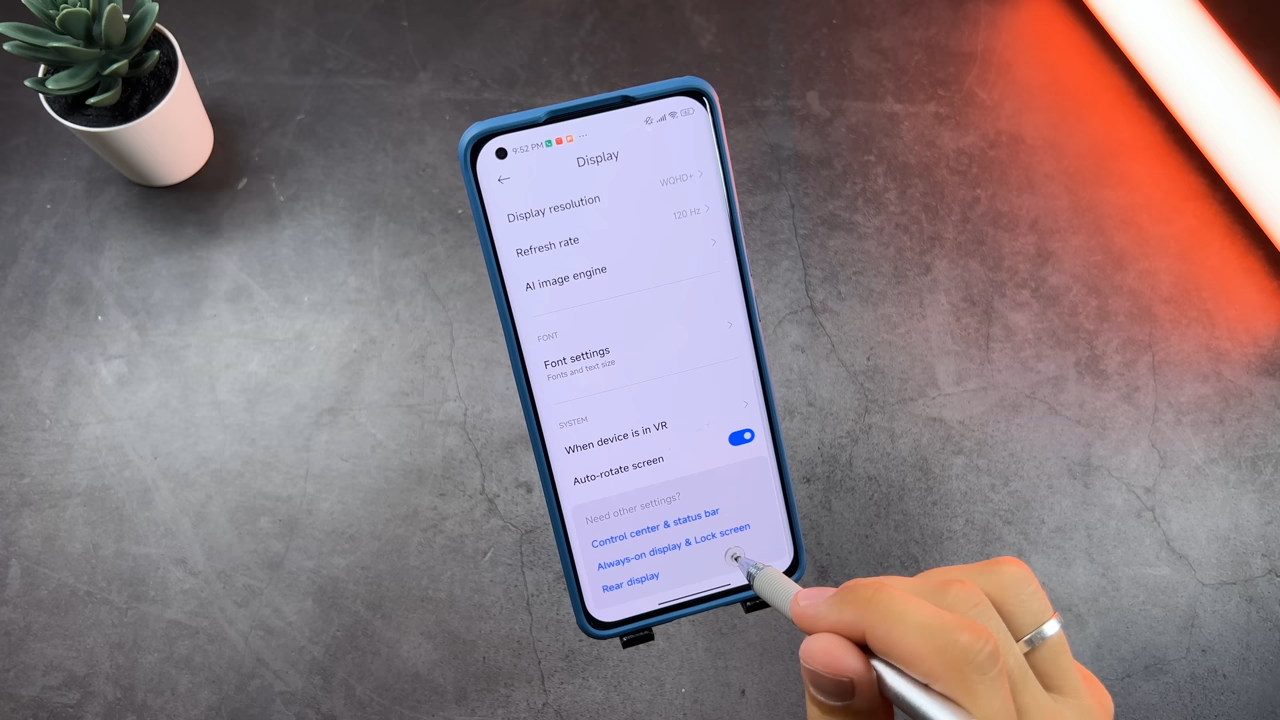 9:52 PM
Display
Display resolution WQHD+
Refresh rate 120 Hz
AI image engine
FONT
Font settings
Fonts and text size
SYSTEM
When device is in VR
Auto-rotate screen
Need other settings?
Control center & status bar
Always-on display & Lock screen
Rear display